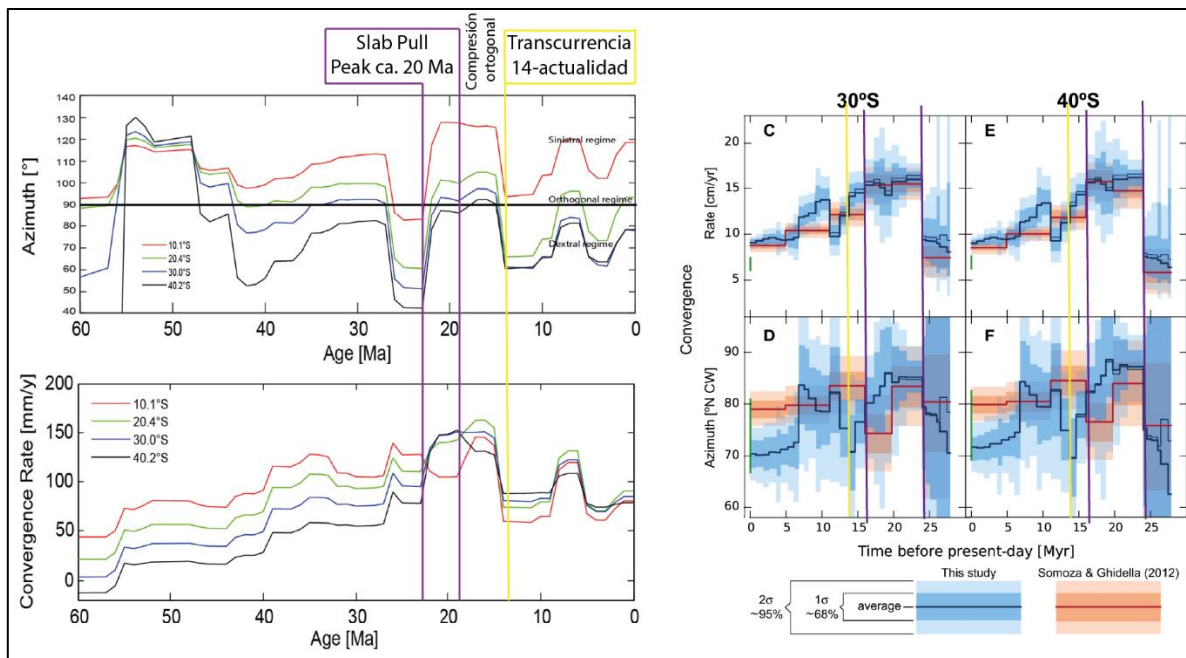 Slab Pull
Peak ca. 20 Ma
Compresión
ortogonal
Transcurrencia
14-actualidad
Azimuth [°]
140
130
120
110
100
90
80
70
60
50
40
Sinistral regime
Orthogonal regime
Dextral regime
10.1°S
20.4°S
30.0°S
40.2°S
60
50
40
30
20
10
0
Age [Ma]
Convergence Rate [mm/y]
200
150
100
50
0
10.1°S
20.4°S
30.0°S
40.2°S
60
50
40
30
20
10
0
Age [Ma]
30ºS
40ºS
Convergence
Rate [cm/yr]
20
15
10
5
C
E
Azimuth [ºN CW]
90
80
70
60
D
F
0
5
10
15
20
25
0
5
10
15
20
25
Time before present-day [Myr]
This study
Somoza & Ghidella (2012)
2σ
~95%
1σ
~68%
average